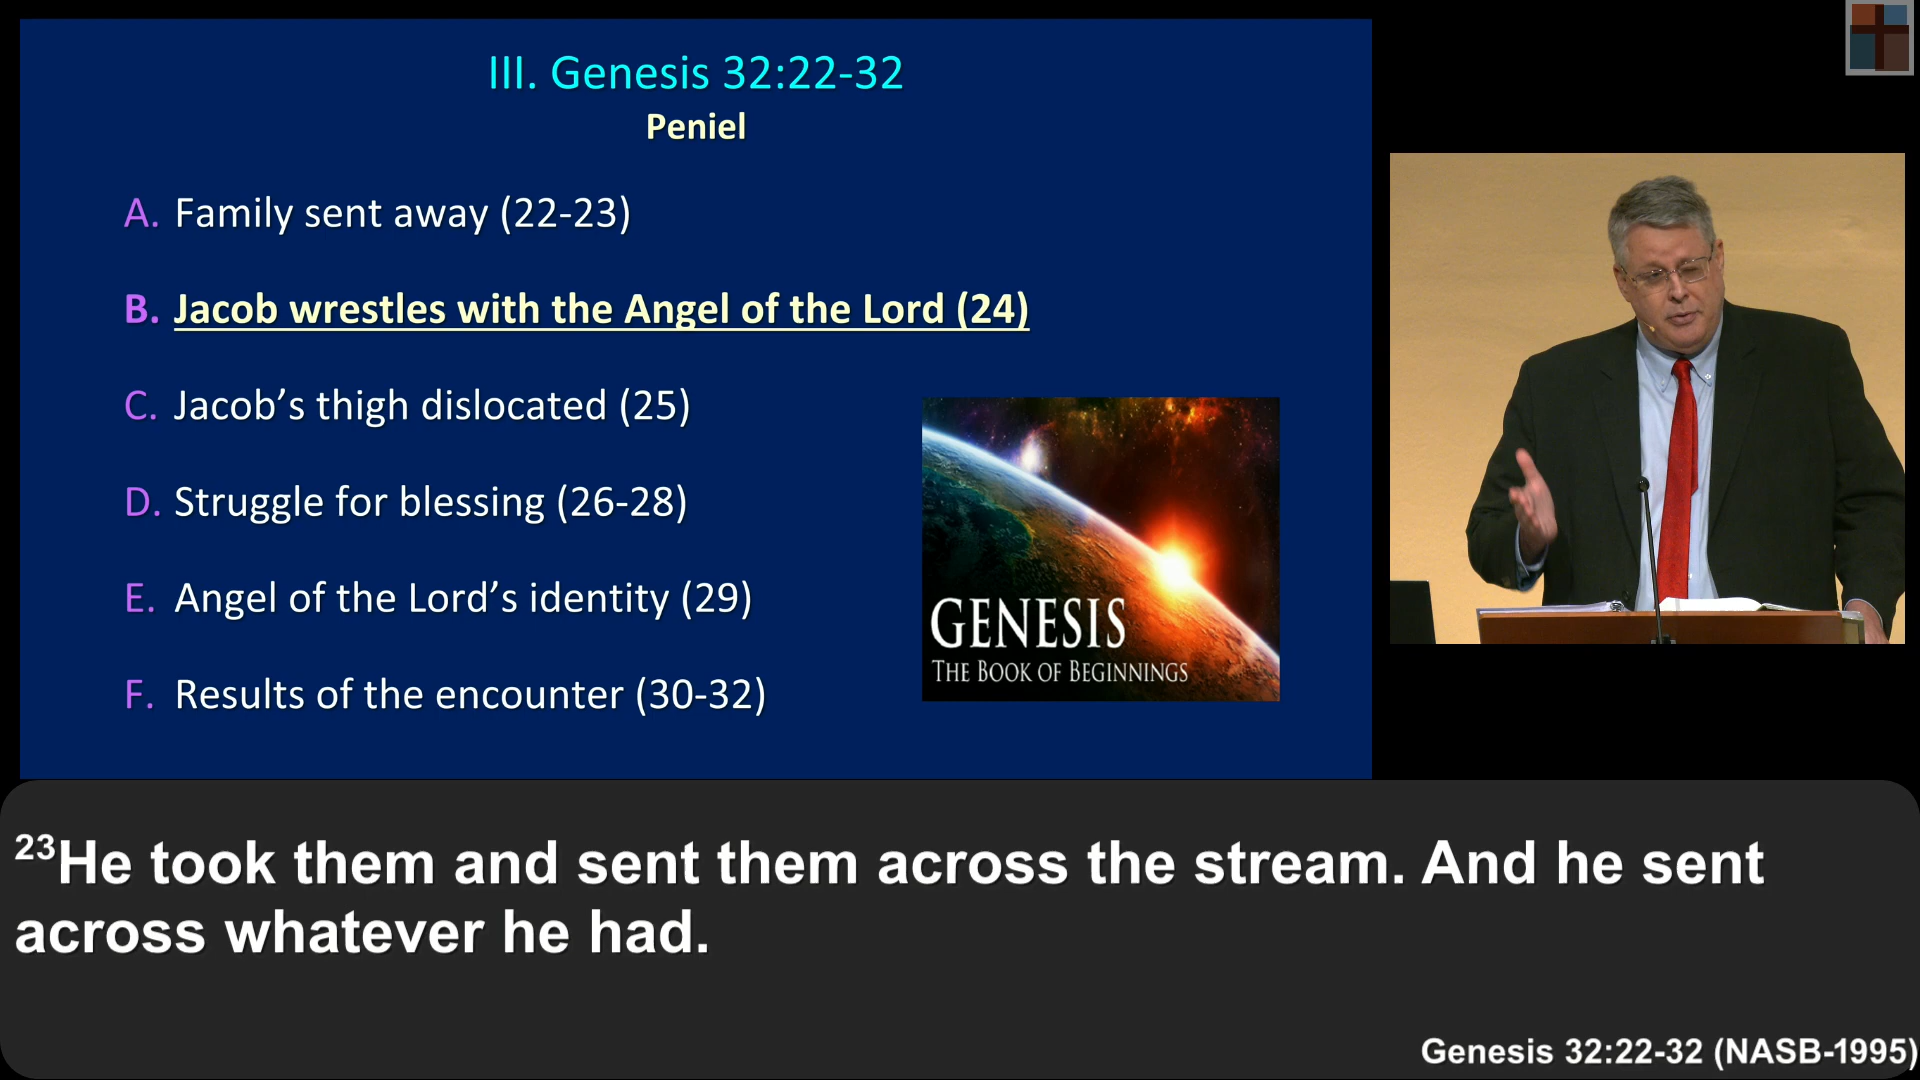 III. Genesis 32:22-32
Peniel
A. Family sent away (22-23)
B. Jacob wrestles with the Angel of the Lord (24)
C. Jacob’s thigh dislocated (25)
D. Struggle for blessing (26-28)
E. Angel of the Lord’s identity (29)
F. Results of the encounter (30-32)
GENESIS
THE BOOK OF BEGINNINGS
23He took them and sent them across the stream. And he sent
across whatever he had.
Genesis 32:22-32 (NASB-1995)